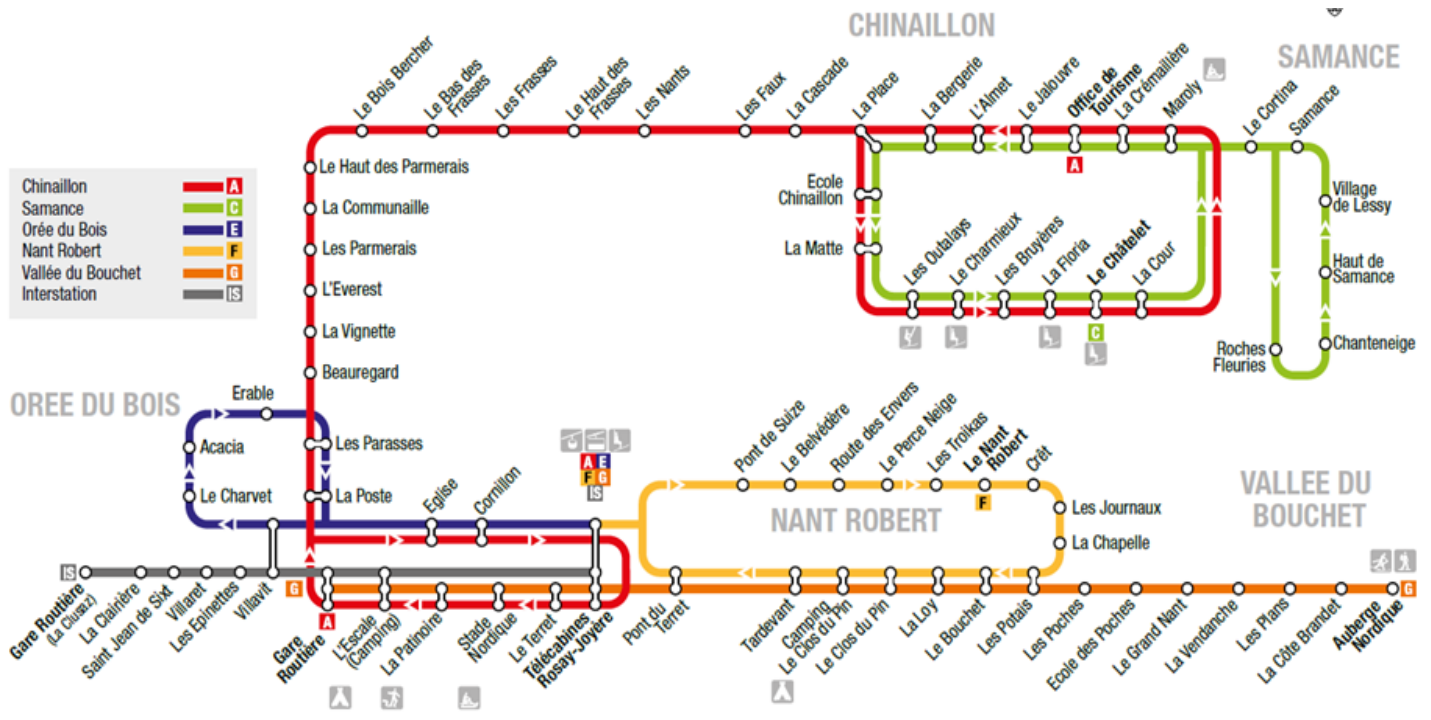 CHINAILLON
SAMANCE
Le Bois Bercher
Le Bas des
Frasses
Les Frasses
Le Haut des
Frasses
Les Nants
Les Faux
La Cascade
La Place
La Bergerie
L'Almet
Le Jalouvre
Office de
Tourisme
La Crémaillère
Maroly
Le Cortina
Samance
A
Chinaillon A
Samance C
Orée du Bois E
Nant Robert F
Vallée du Bouchet G
Interstation IS
Le Haut des Parmerais
La Communaille
Les Parmerais
L'Everest
La Vignette
Beauregard
Ecole
Chinaillon
La Matte
Les Outalays
Le Charmieux
Les Bruyères
La Floria
Le Châtelet
La Cour
C
Village
de Lessy
Haut de
Samance
Chanteneige
Roches
Fleuries
OREE DU BOIS
Erable
Acacia
Le Charvet
Les Parasses
La Poste
Eglise
Cornillon
A E
F G
IS
Pont de Suize
Le Belvédère
Route des Envers
Le Perce Neige
Les Troikas
Le Nant
Robert
F
Crêt
Les Journaux
La Chapelle
NANT ROBERT
VALLEE DU
BOUCHET
IS
Gare Routière
(La Clusaz)
La Clairière
Saint Jean de Sixt
Villaret
Les Epinettes
Villavit
G
A
Gare
Routière
L'Escale
(Camping)
La Patinoire
Stade
Nordique
Le Terret
Télécabines
Rosay-Joyère
Pont du
Terret
Tardevant
Camping
Le Clos du Pin
Le Clos du Pin
La Loy
Le Bouchet
Les Potais
Les Poches
Ecole des Poches
Le Grand Nant
La Vendanche
Les Plans
La Côte Brandet
Auberge
Nordique
G